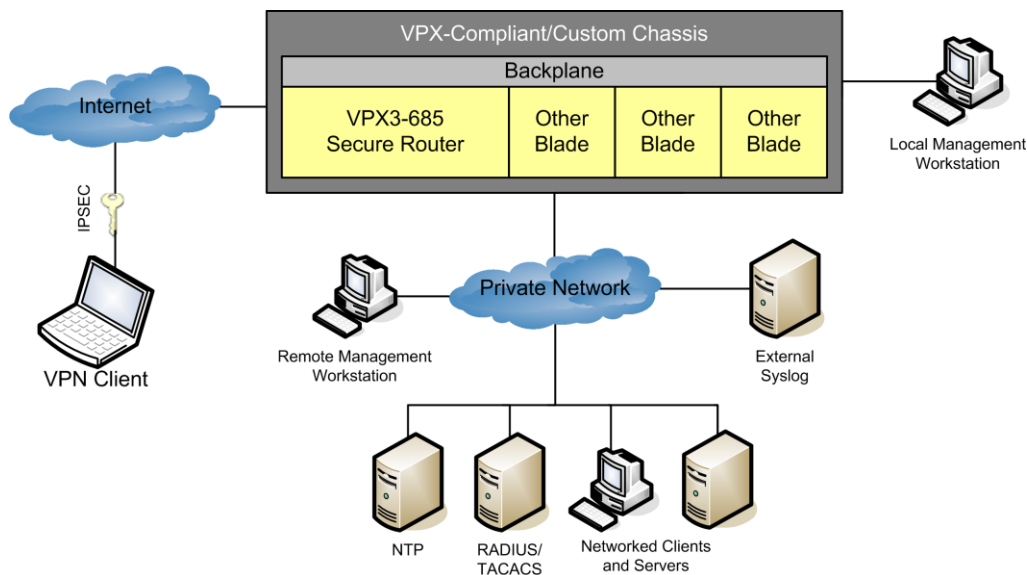 VPX-Compliant/Custom Chassis
Backplane
VPX3-685
Secure Router
Other
Blade
Other
Blade
Other
Blade
Internet
Local Management
Workstation
IPSEC
VPN Client
Private Network
Remote Management
Workstation
External
Syslog
NTP
RADIUS/
TACACS
Networked Clients
and Servers